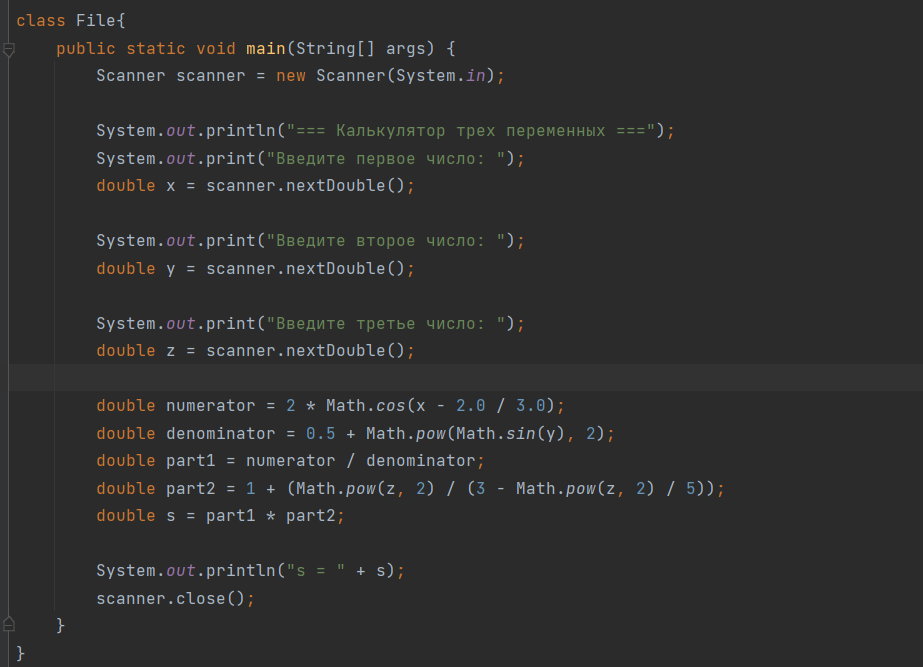 class File{
    public static void main(String[] args) {
        Scanner scanner = new Scanner(System.in);
        System.out.println("=== Калькулятор трех переменных ===");
        System.out.print("Введите первое число: ");
        double x = scanner.nextDouble();
        System.out.print("Введите второе число: ");
        double y = scanner.nextDouble();
        System.out.print("Введите третье число: ");
        double z = scanner.nextDouble();
        double numerator = 2 * Math.cos(x - 2.0 / 3.0);
        double denominator = 0.5 + Math.pow(Math.sin(y), 2);
        double part1 = numerator / denominator;
        double part2 = 1 + (Math.pow(z, 2) / (3 - Math.pow(z, 2) / 5));
        double s = part1 * part2;
        System.out.println("s = " + s);
        scanner.close();
    }
}